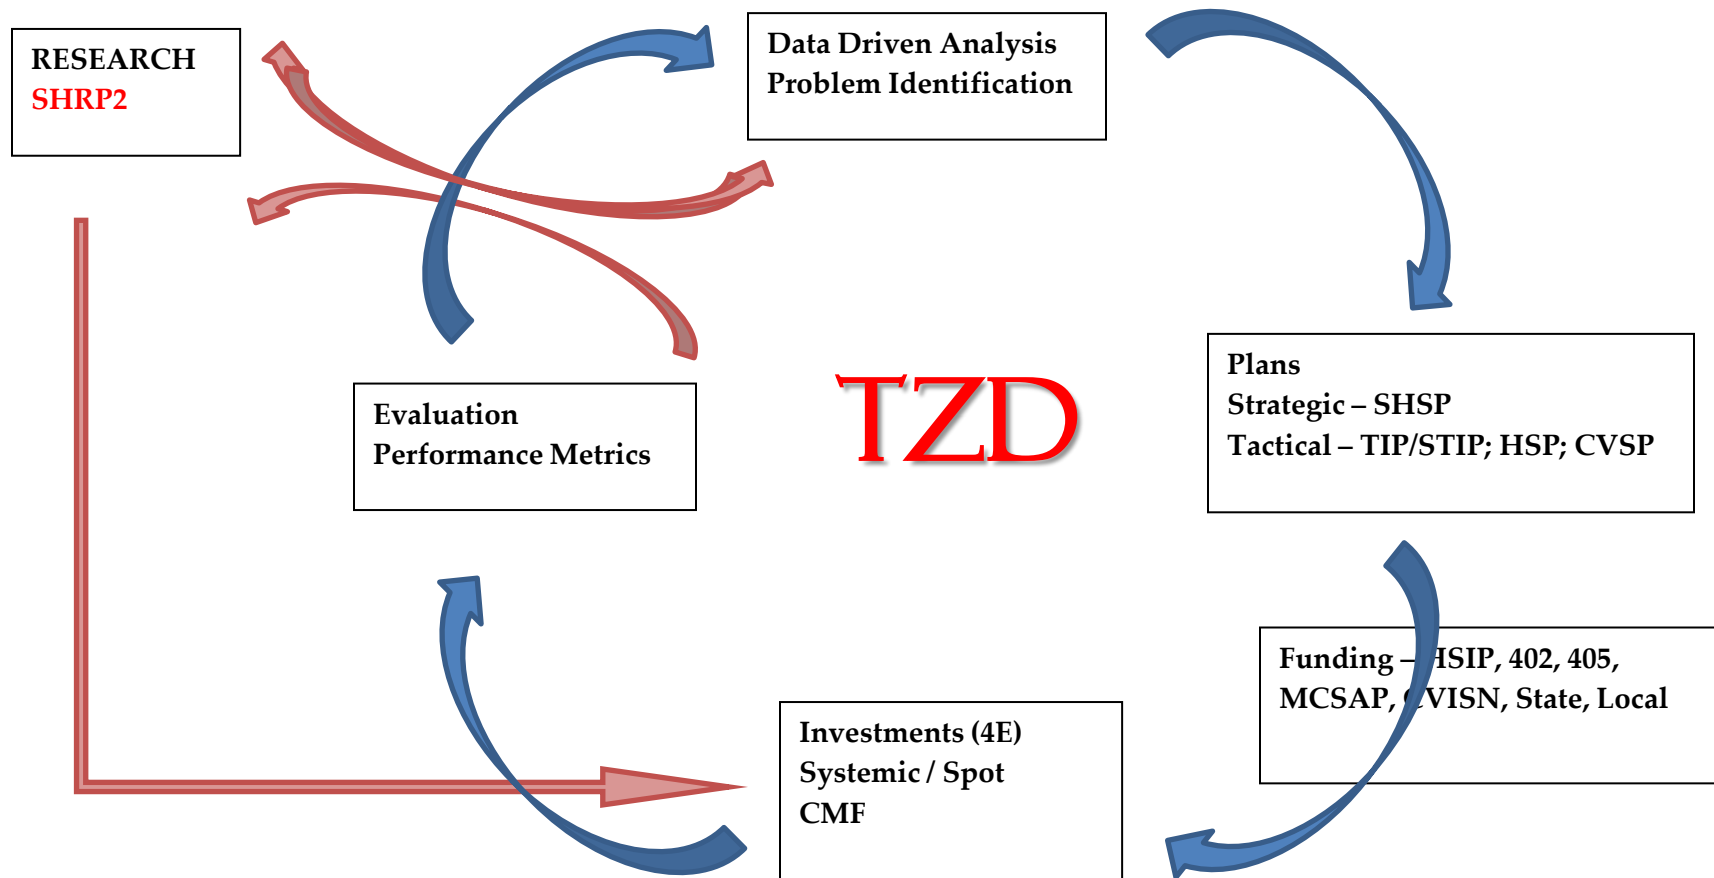 RESEARCH
SHRP2
Data Driven Analysis
Problem Identification
Plans
Strategic – SHSP
Tactical – TIP/STIP; HSP; CVSP
TZD
Evaluation
Performance Metrics
Funding – HSIP, 402, 405,
MCSAP, CVISN, State, Local
Investments (4E)
Systemic / Spot
CMF